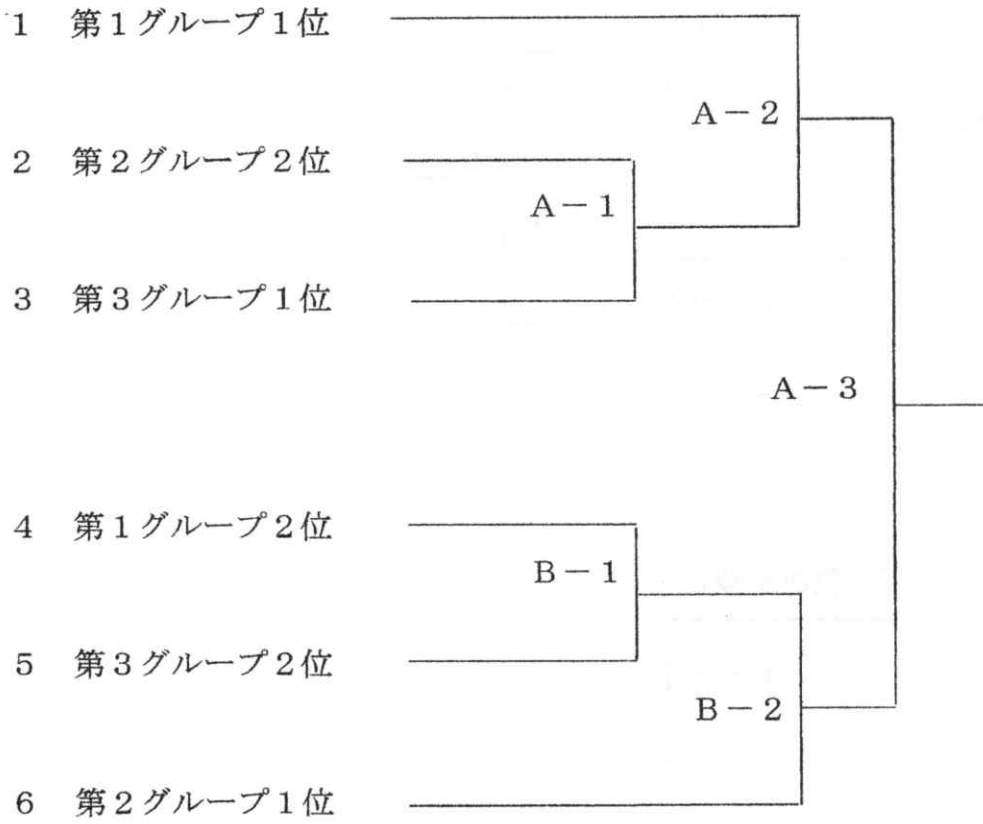 1 第1グループ1位
A-2
2 第2グループ2位
A-1
3 第3グループ1位
A-3
4 第1グループ2位
B-1
5 第3グループ2位
B-2
6 第2グループ1位